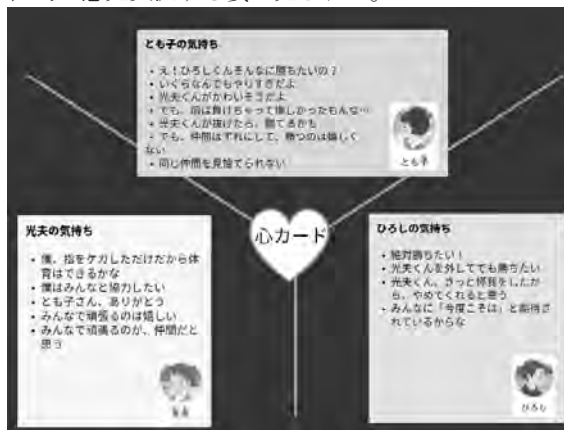 とも子の気持ち
・え！ひろしくんそんなに勝ちたいの？
・いくらなんでもやりすぎだよ
・光夫くんがかわいそうだよ
・でも、前は負けちゃって悔しかったもんな…
・光夫くんが抜けたら、勝てるかも
・でも、仲間はずれにして、勝つのは嬉しく
ない
・同じ仲間を見捨てられない
とも子
心カード
光夫の気持ち
・僕、指をケガしただけだから体
育はできるかな
・僕はみんなと協力したい
・とも子さん、ありがとう
・みんなで頑張るのは嬉しい
・みんなで頑張るのが、仲間だと
思う
ひろしの気持ち
・絶対勝ちたい！
・光夫くんを外してでも勝ちたい
・光夫くん、きっと怪我をしたか
ら、やめてくれると思う
・みんなに「今度こそは」と期待さ
れているからな
ひろし